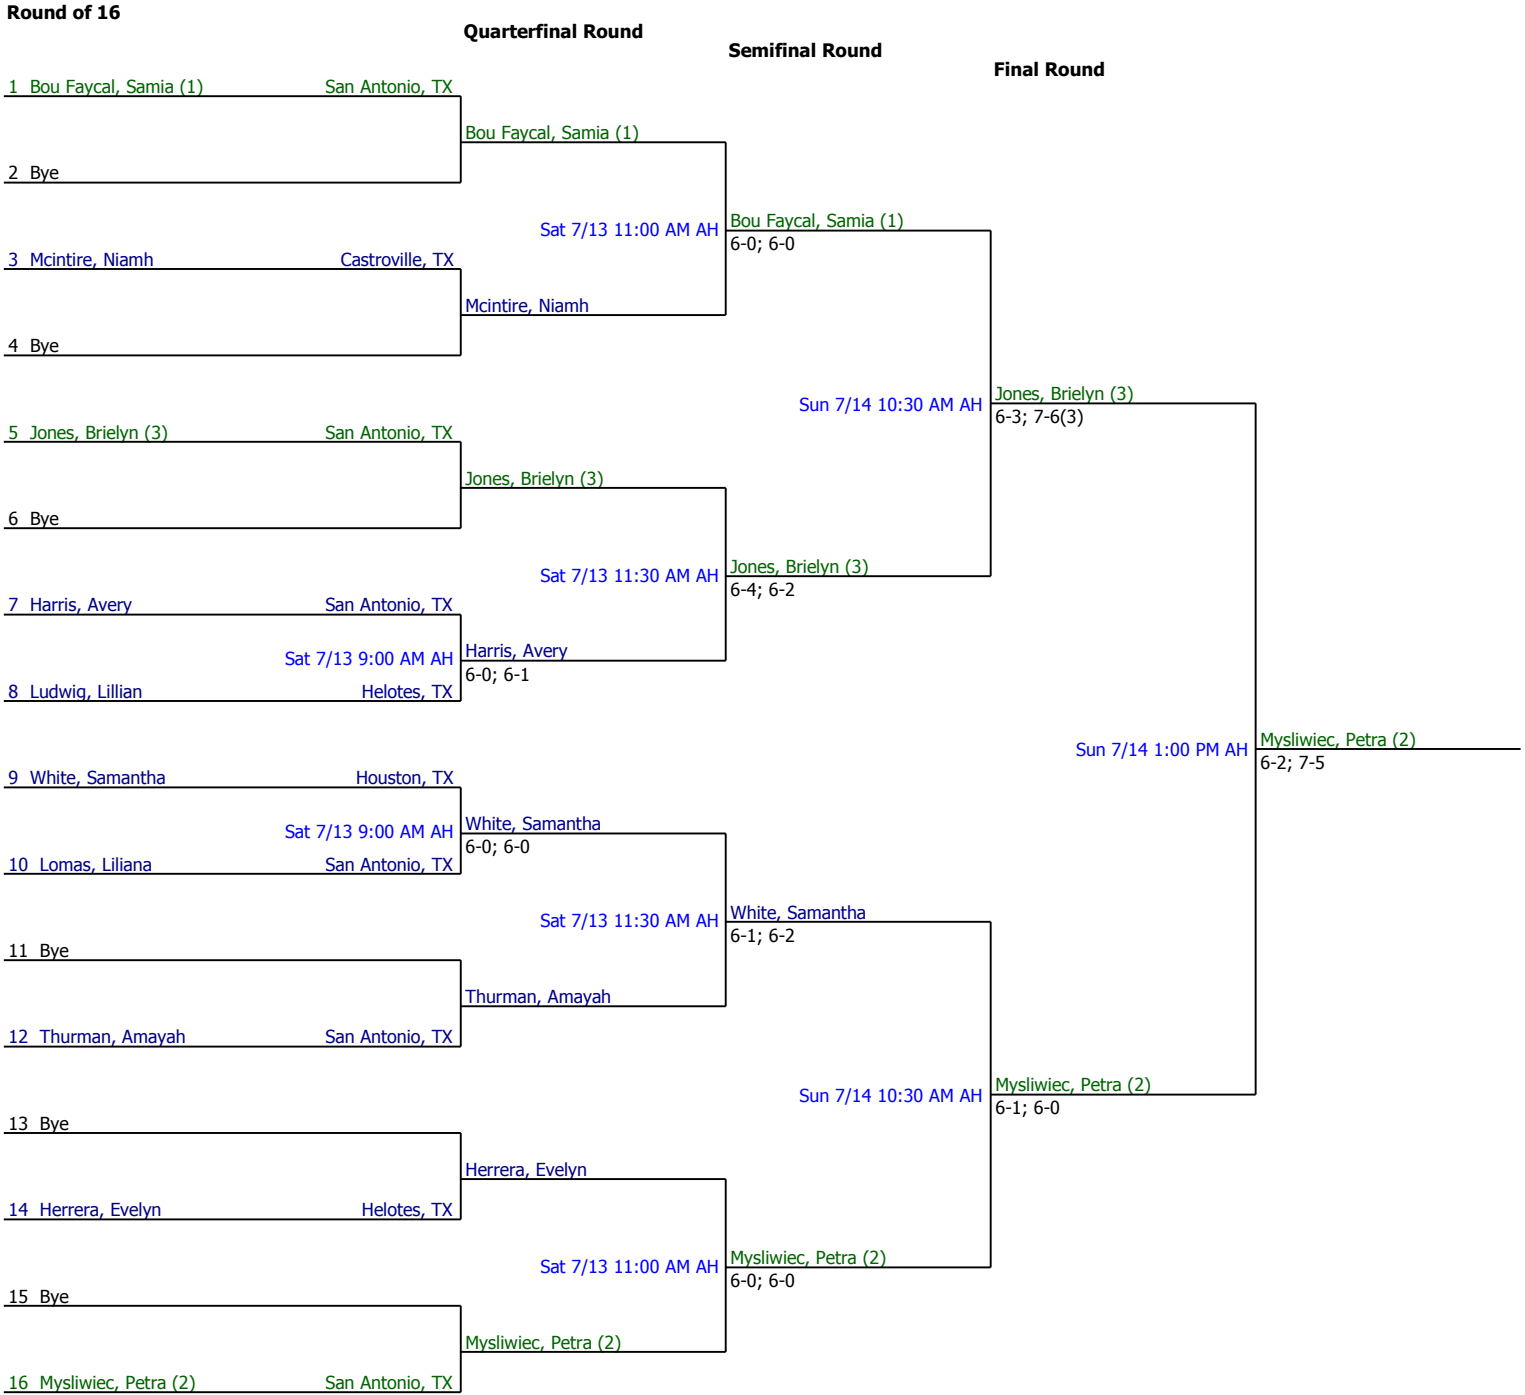 Round of 16
Quarterfinal Round
Semifinal Round
Final Round
1 Bou Faycal, Samia (1) San Antonio, TX
Bou Faycal, Samia (1)
2 Bye
Sat 7/13 11:00 AM AH
Bou Faycal, Samia (1)
6-0; 6-0
3 Mcintire, Niamh Castroville, TX
Mcintire, Niamh
4 Bye
Sun 7/14 10:30 AM AH
Jones, Brielyn (3)
6-3; 7-6(3)
5 Jones, Brielyn (3) San Antonio, TX
Jones, Brielyn (3)
6 Bye
Sat 7/13 11:30 AM AH
Jones, Brielyn (3)
6-4; 6-2
7 Harris, Avery San Antonio, TX
Sat 7/13 9:00 AM AH
Harris, Avery
6-0; 6-1
8 Ludwig, Lillian Helotes, TX
Sun 7/14 1:00 PM AH
Mysliwiec, Petra (2)
6-2; 7-5
9 White, Samantha Houston, TX
Sat 7/13 9:00 AM AH
White, Samantha
6-0; 6-0
10 Lomas, Liliana San Antonio, TX
Sat 7/13 11:30 AM AH
White, Samantha
6-1; 6-2
11 Bye
Thurman, Amayah
12 Thurman, Amayah San Antonio, TX
Sun 7/14 10:30 AM AH
Mysliwiec, Petra (2)
6-1; 6-0
13 Bye
Herrera, Evelyn
14 Herrera, Evelyn Helotes, TX
Sat 7/13 11:00 AM AH
Mysliwiec, Petra (2)
6-0; 6-0
15 Bye
Mysliwiec, Petra (2)
16 Mysliwiec, Petra (2) San Antonio, TX